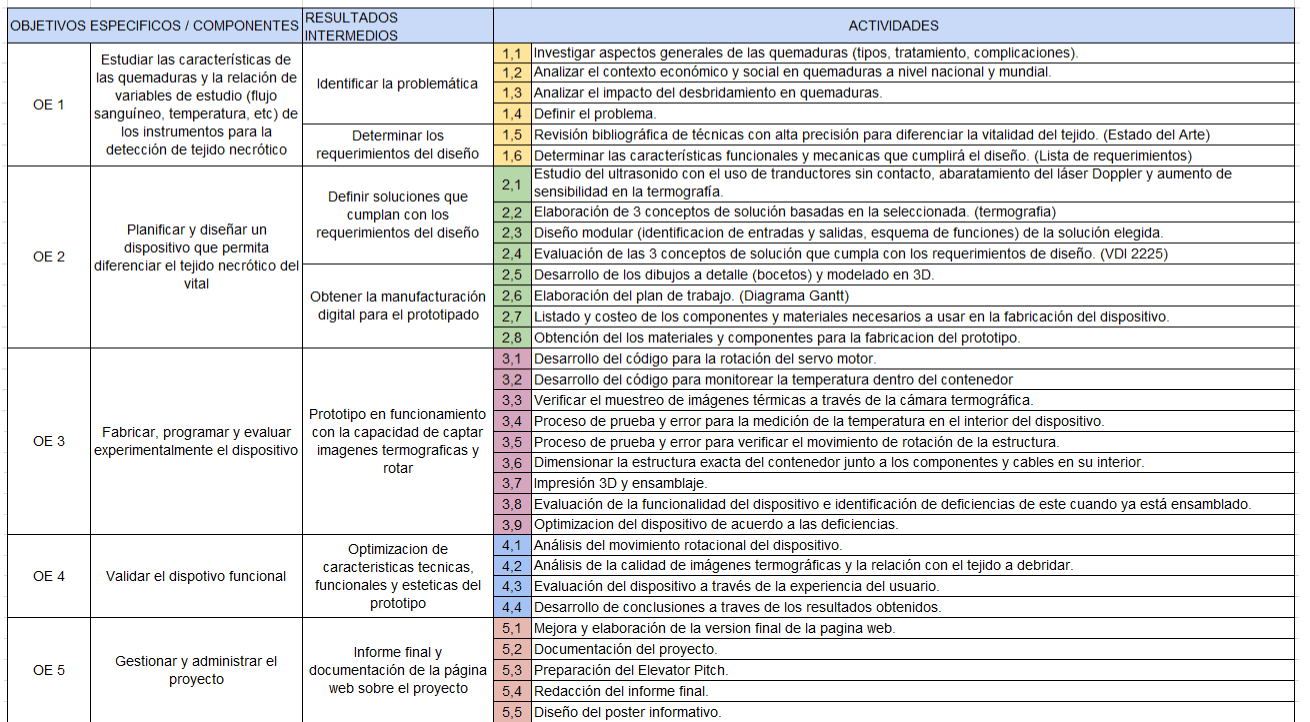 OBJETIVOS ESPECIFICOS / COMPONENTES
RESULTADOS
INTERMEDIOS
ACTIVIDADES
OE 1
Estudiar las características de
las quemaduras y la relación de
variables de estudio (flujo
sanguíneo, temperatura, etc) de
los instrumentos para la
detección de tejido necrótico
Identificar la problemática
1,1 Investigar aspectos generales de las quemaduras (tipos, tratamiento, complicaciones).
1,2 Analizar el contexto económico y social en quemaduras a nivel nacional y mundial.
1,3 Analizar el impacto del desbridamiento en quemaduras.
1,4 Definir el problema.
Determinar los
requerimientos del diseño
1,5 Revisión bibliográfica de técnicas con alta precisión para diferenciar la vitalidad del tejido. (Estado del Arte)
1,6 Determinar las características funcionales y mecanicas que cumplirá el diseño. (Lista de requerimientos)
OE 2
Planificar y diseñar un
dispositivo que permita
diferenciar el tejido necrótico del
vital
Definir soluciones que
cumplan con los
requerimientos del diseño
2,1 Estudio del ultrasonido con el uso de tranductores sin contacto, abaratamiento del láser Doppler y aumento de
sensibilidad en la termografía.
2,2 Elaboración de 3 conceptos de solución basadas en la seleccionada. (termografia)
2,3 Diseño modular (identificacion de entradas y salidas, esquema de funciones) de la solución elegida.
2,4 Evaluación de las 3 conceptos de solución que cumpla con los requerimientos de diseño. (VDI 2225)
Obtener la manufacturación
digital para el prototipado
2,5 Desarrollo de los dibujos a detalle (bocetos) y modelado en 3D.
2,6 Elaboración del plan de trabajo. (Diagrama Gantt)
2,7 Listado y costeo de los componentes y materiales necesarios a usar en la fabricación del dispositivo.
2,8 Obtención del los materiales y componentes para la fabricacion del prototipo.
OE 3
Fabricar, programar y evaluar
experimentalmente el dispositivo
Prototipo en funcionamiento
con la capacidad de captar
imagenes termograficas y
rotar
3,1 Desarrollo del código para la rotación del servo motor.
3,2 Desarrollo del código para monitorear la temperatura dentro del contenedor
3,3 Verificar el muestreo de imágenes térmicas a través de la cámara termográfica.
3,4 Proceso de prueba y error para la medición de la temperatura en el interior del dispositivo.
3,5 Proceso de prueba y error para verificar el movimiento de rotación de la estructura.
3,6 Dimensionar la estructura exacta del contenedor junto a los componentes y cables en su interior.
3,7 Impresión 3D y ensamblaje.
3,8 Evaluación de la funcionalidad del dispositivo e identificación de deficiencias de este cuando ya está ensamblado.
3,9 Optimizacion del dispositivo de acuerdo a las deficiencias.
OE 4
Validar el dispotivo funcional
Optimizacion de
caracteristicas tecnicas,
funcionales y esteticas del
prototipo
4,1 Análisis del movimiento rotacional del dispositivo.
4,2 Análisis de la calidad de imágenes termográficas y la relación con el tejido a debridar.
4,3 Evaluación del dispositivo a través de la experiencia del usuario.
4,4 Desarrollo de conclusiones a traves de los resultados obtenidos.
OE 5
Gestionar y administrar el
proyecto
Informe final y
documentación de la página
web sobre el proyecto
5,1 Mejora y elaboración de la version final de la pagina web.
5,2 Documentación del proyecto.
5,3 Preparación del Elevator Pitch.
5,4 Redacción del informe final.
5,5 Diseño del poster informativo.